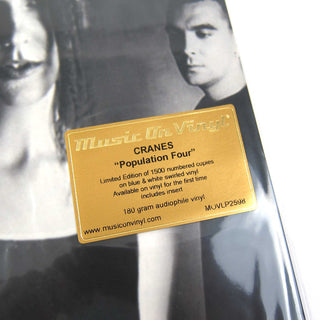 Music On Vinyl
CRANES
"Population Four"
Limited Edition of 1500 numbered copies
on blue & white swirled vinyl
Available on vinyl for the first time
includes insert
180 gram audiophile vinyl
www.musiconvinyl.com MOVLP2598